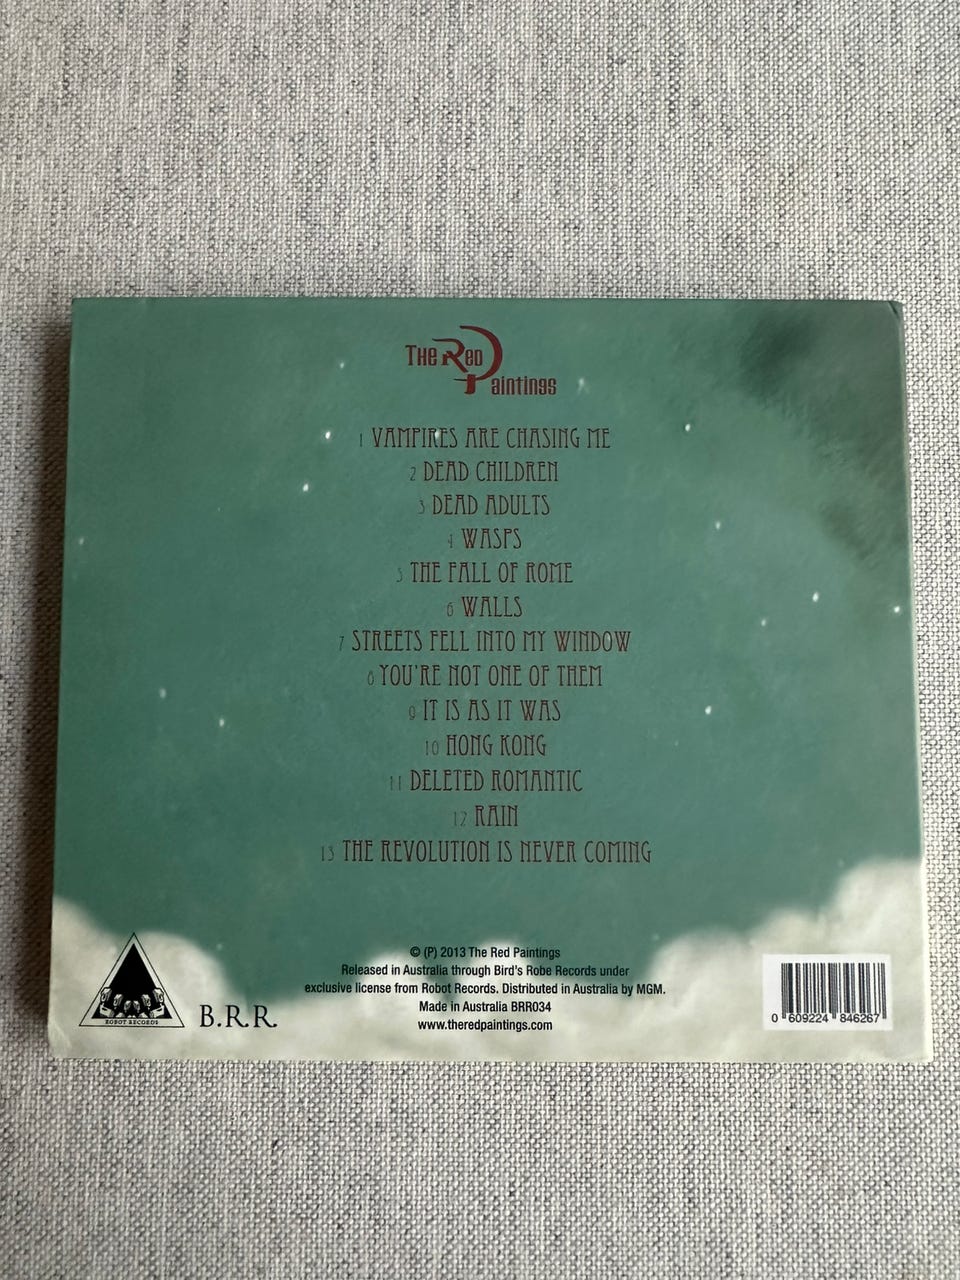 The Red Paintings
1 VAMPIRES ARE CHASING ME
2 DEAD CHILDREN
3 DEAD ADULTS
4 WASPS
5 THE FALL OF ROME
6 WALLS
7 STREETS FELL INTO MY WINDOW
8 YOU'RE NOT ONE OF THEM
9 IT IS AS IT WAS
10 HONG KONG
11 DELETED ROMANTIC
12 RAIN
13 THE REVOLUTION IS NEVER COMING
© (P) 2013 The Red Paintings
Released in Australia through Bird's Robe Records under
exclusive license from Robot Records. Distributed in Australia by MGM.
Made in Australia BRR034
www.theredpaintings.com
ROBOT RECORDS
B.R.R.
0 609224 846267